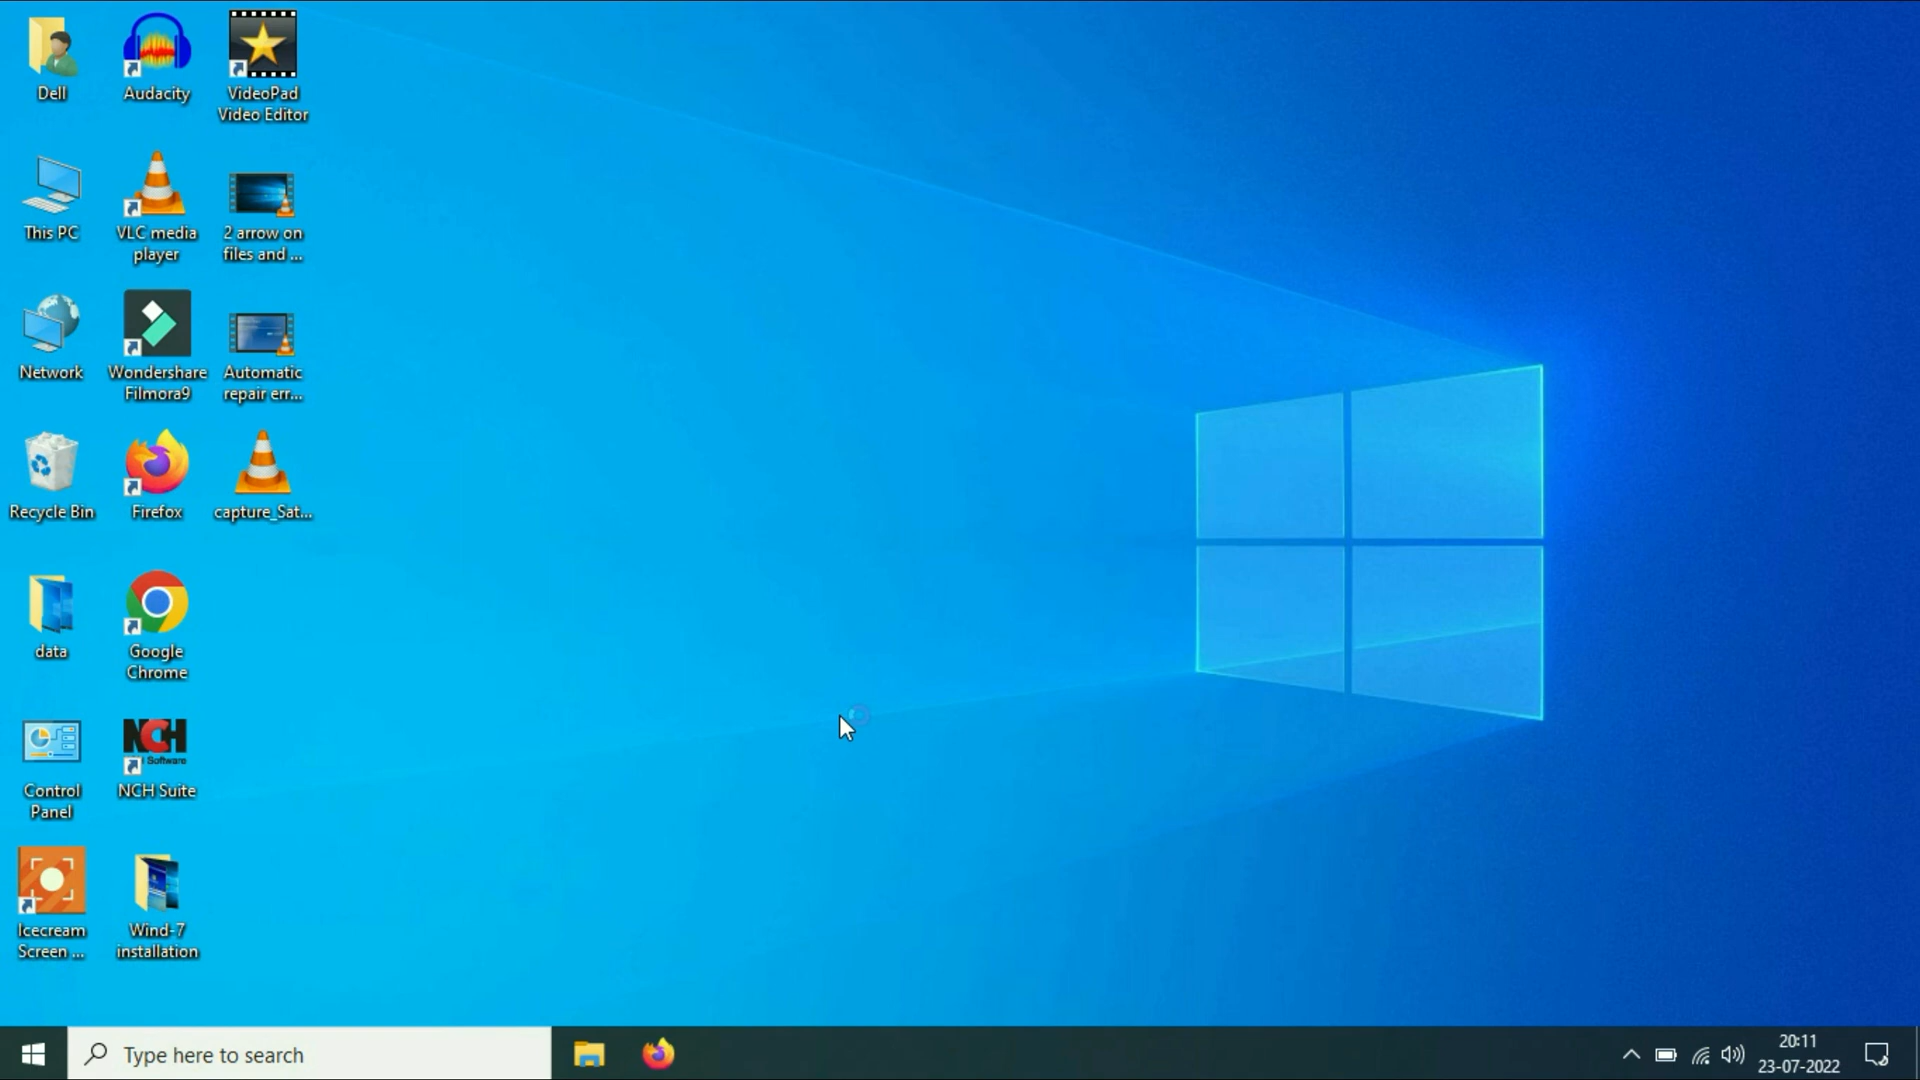 Dell
Audacity
VideoPad
Video Editor
This PC
VLC media
player
2 arrow on
files and ...
Network
Wondershare
Filmora9
Automatic
repair err...
Recycle Bin
Firefox
capture_Sat...
data
Google
Chrome
Control
Panel
NCH
Software
NCH Suite
Icecream
Screen ...
Wind-7
installation
Type here to search
20:11
23-07-2022